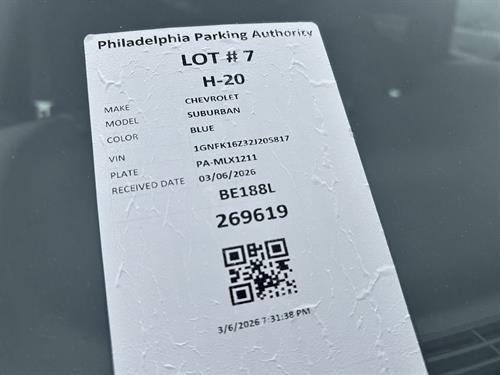 Philadelphia Parking Authority
LOT # 7
H-20
MAKE CHEVROLET
MODEL SUBURBAN
COLOR BLUE
VIN 1GNFK16Z32J205817
PLATE PA-MLX1211
RECEIVED DATE 03/06/2026
BE188L
269619
3/6/2026 7:31:38 PM